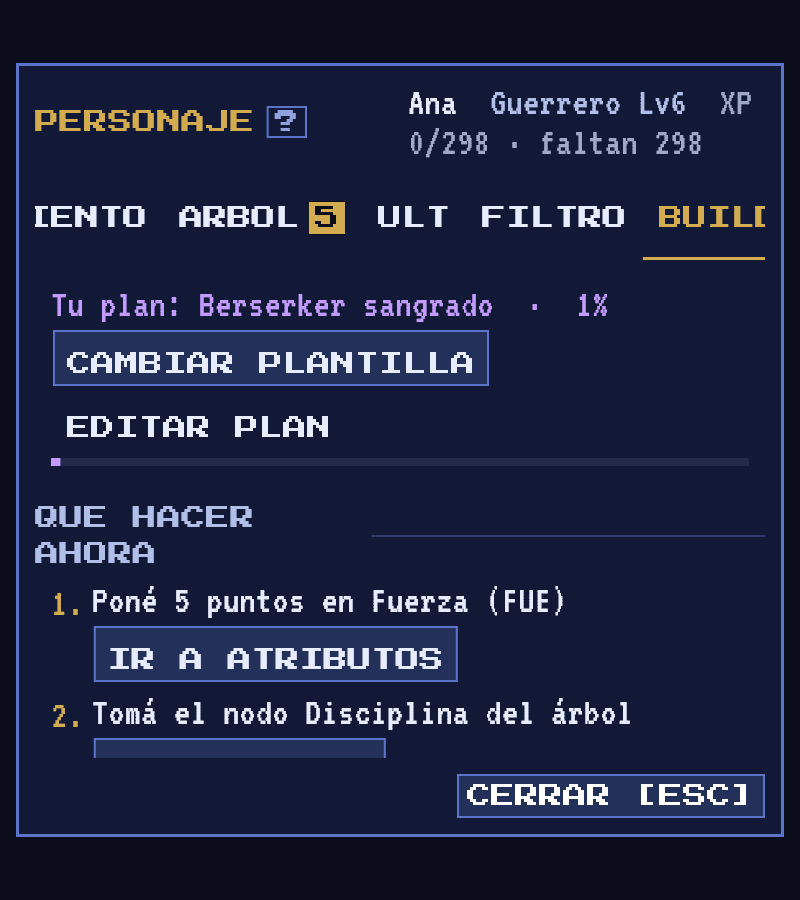 PERSONAJE ?
Ana Guerrero Lv6 XP
0/298 · faltan 298
IENTO ARBOL 5 ULT FILTRO BUILD
Tu plan: Berserker sangrado · 1%
CAMBIAR PLANTILLA
EDITAR PLAN
QUE HACER
AHORA
1. Poné 5 puntos en Fuerza (FUE)
IR A ATRIBUTOS
2. Tomá el nodo Disciplina del árbol
CERRAR [ESC]